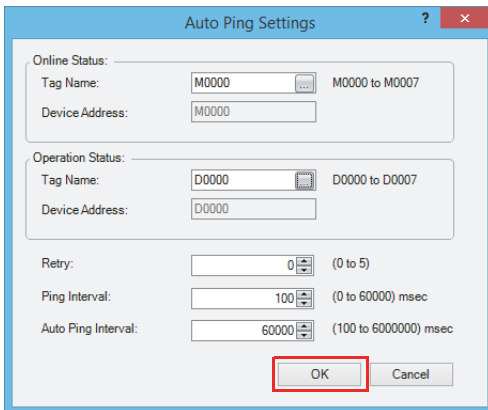 Auto Ping Settings ? ×
Online Status:
Tag Name: M0000 ... M0000 to M0007
Device Address: M0000
Operation Status:
Tag Name: D0000 ... D0000 to D0007
Device Address: D0000
Retry: 0 (0 to 5)
Ping Interval: 100 (0 to 60000) msec
Auto Ping Interval: 60000 (100 to 6000000) msec
OK Cancel